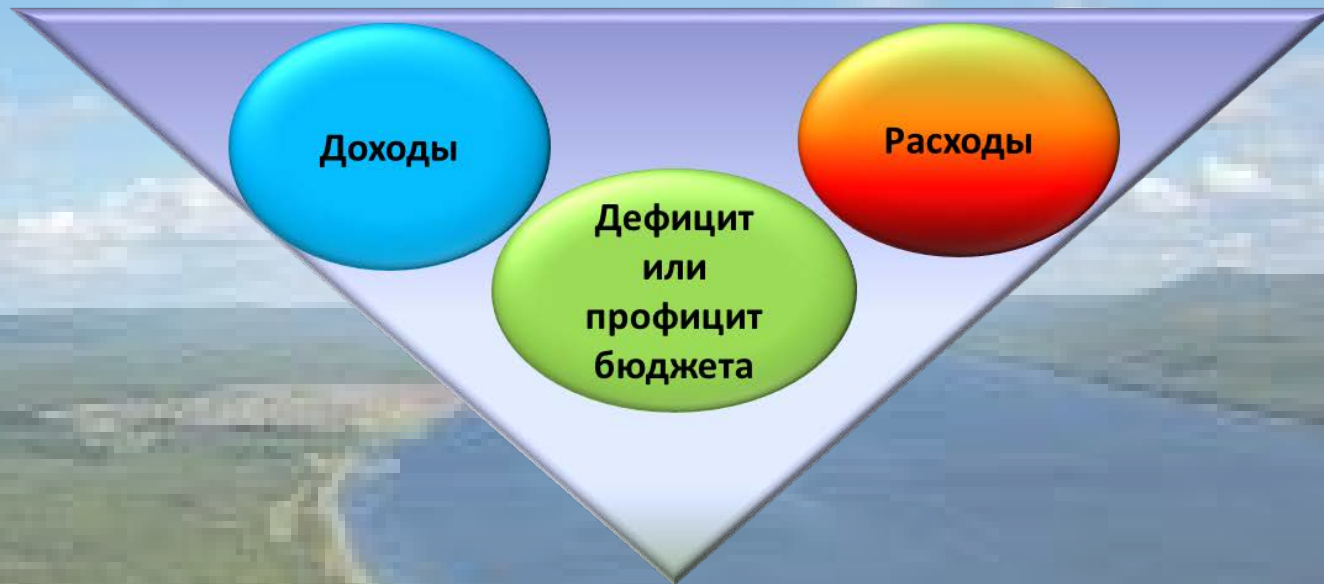 Доходы
Расходы
Дефицит
или
профицит
бюджета